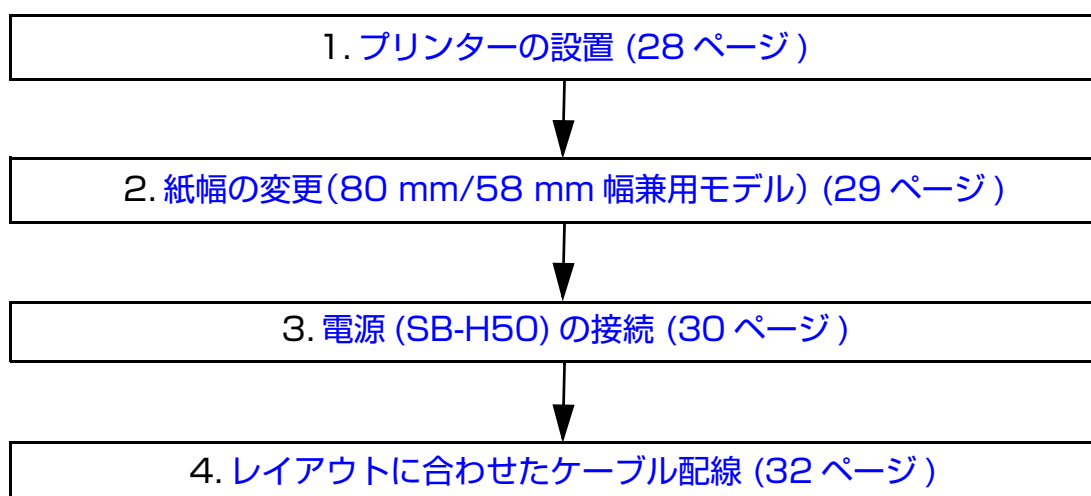 1. プリンターの設置 (28 ページ )
2. 紙幅の変更(80 mm/58 mm 幅兼用モデル) (29 ページ )
3. 電源 (SB-H50) の接続 (30 ページ )
4. レイアウトに合わせたケーブル配線 (32 ページ )